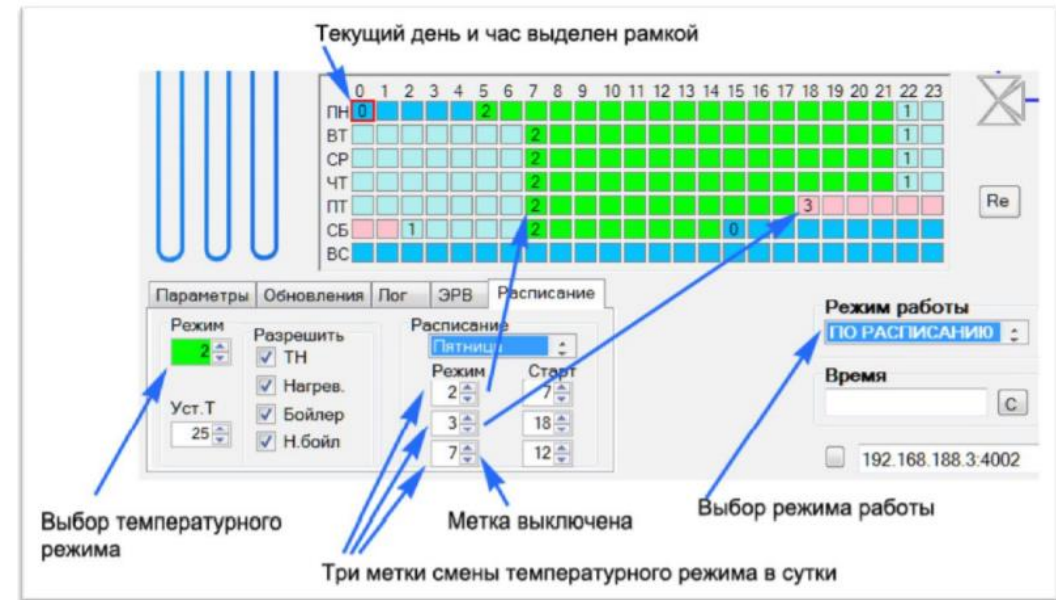 Текущий день и час выделен рамкой
0 1 2 3 4 5 6 7 8 9 10 11 12 13 14 15 16 17 18 19 20 21 22 23
ПН 0 2 1
ВТ 2 1
СР 2 1
ЧТ 2 1
ПТ 2 3
СБ 1 2 0
ВС
Re
Параметры Обновления Лог ЭРВ Расписание
Режим
2
Уст.Т
25
Разрешить
ТН
Нагрев.
Бойлер
Н.бойл
Расписание
Пятница
Режим Старт
2 7
3 18
7 12
Режим работы
ПО РАСПИСАНИЮ
Время
C
192.168.188.3:4002
Выбор температурного
режима
Метка выключена
Выбор режима работы
Три метки смены температурного режима в сутки